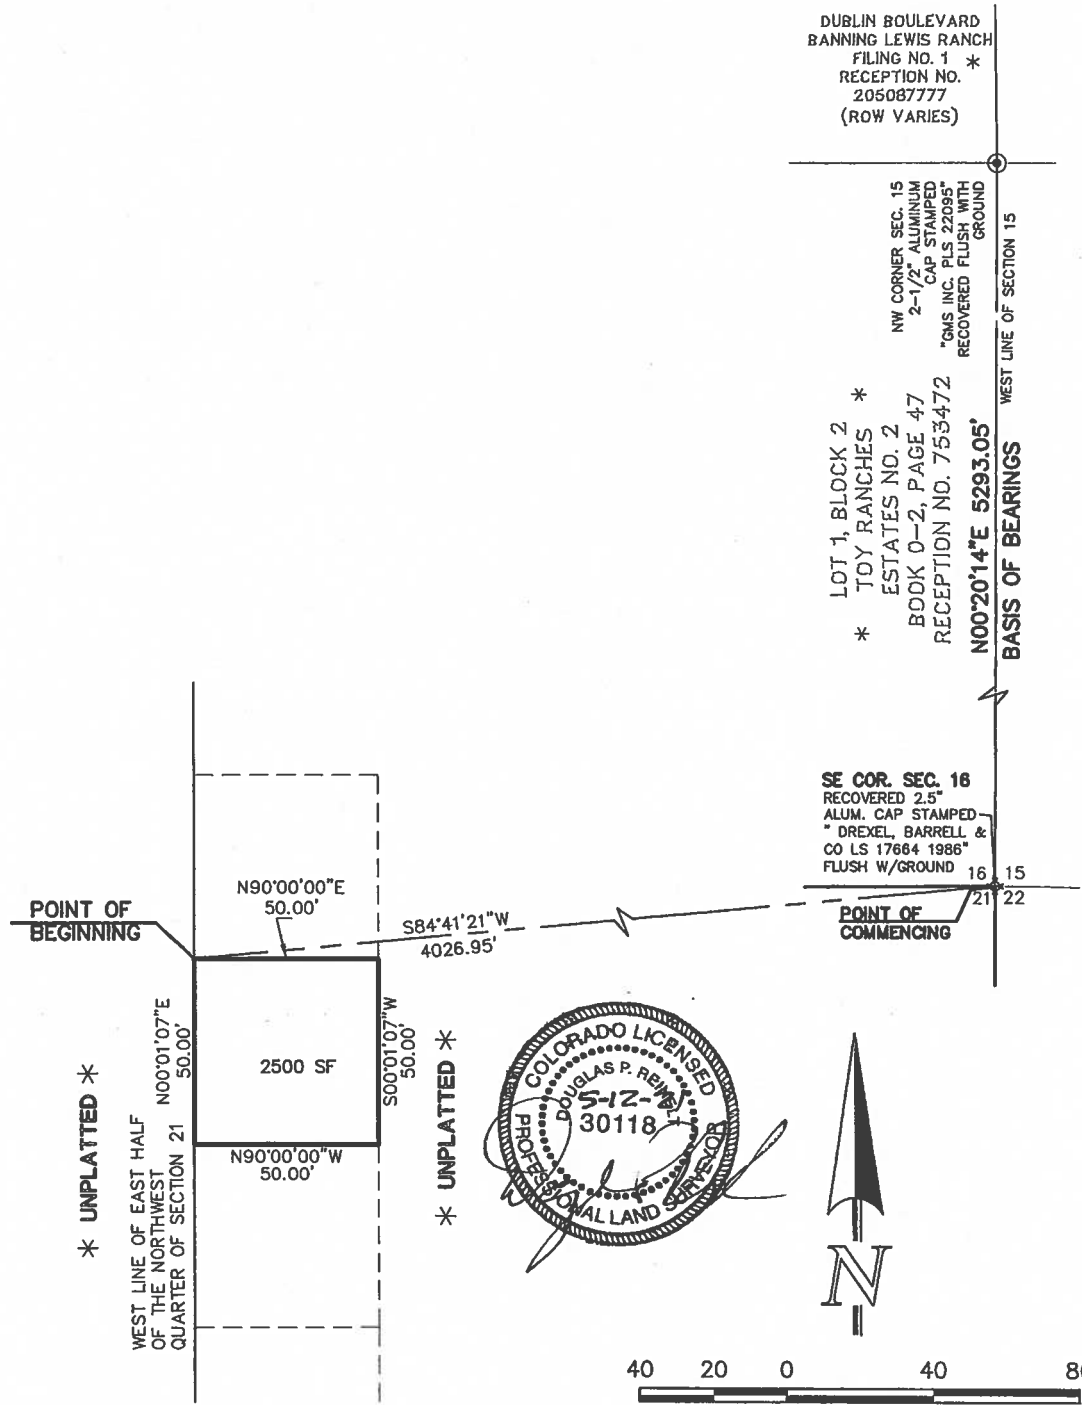 DUBLIN BOULEVARD
BANNING LEWIS RANCH
FILING NO. 1 *
RECEPTION NO.
205087777
(ROW VARIES)
NW CORNER SEC. 15
2-1/2" ALUMINUM
CAP STAMPED
"GMS INC. PLS 22095"
RECOVERED FLUSH WITH
GROUND
WEST LINE OF SECTION 15
LOT 1, BLOCK 2
* TOY RANCHES *
ESTATES NO. 2
BOOK O-2, PAGE 47
RECEPTION NO. 753472
N00°20'14"E 5293.05'
BASIS OF BEARINGS
SE COR. SEC. 16
RECOVERED 2.5"
ALUM. CAP STAMPED
" DREXEL, BARRELL &
CO LS 17664 1986"
FLUSH W/GROUND
16 15
21 22
POINT OF
COMMENCING
N90°00'00"E
50.00'
POINT OF
BEGINNING
S84°41'21"W
4026.95'
N00°01'07"E
50.00'
2500 SF
S00°01'07"W
50.00'
N90°00'00"W
50.00'
* UNPLATTED *
WEST LINE OF EAST HALF
OF THE NORTHWEST
QUARTER OF SECTION 21
* UNPLATTED *
COLORADO LICENSED
DOUGLAS P.
5-12-
30118
PROFESSIONAL LAND SURVEYOR
N
40 20 0 40 80